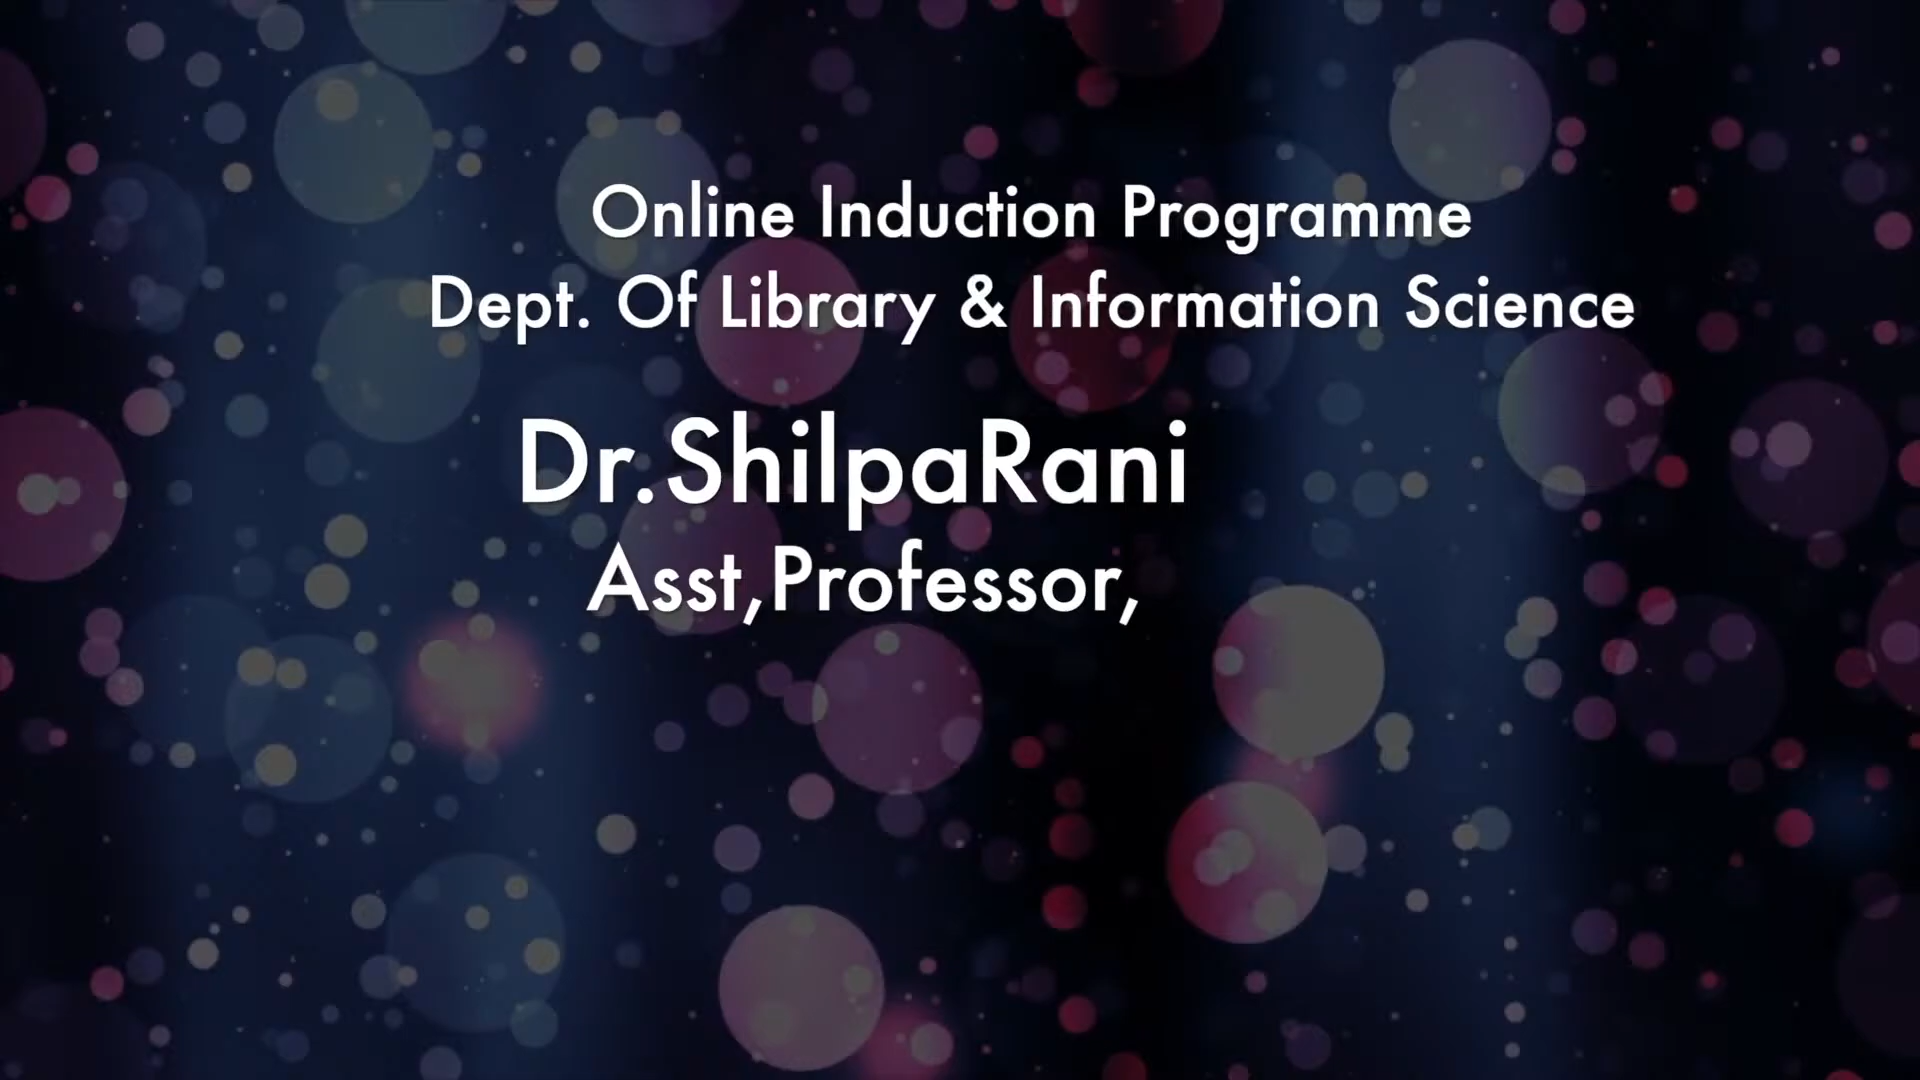 Online Induction Programme
Dept. Of Library & Information Science
Dr.ShilpaRani
Asst,Professor,